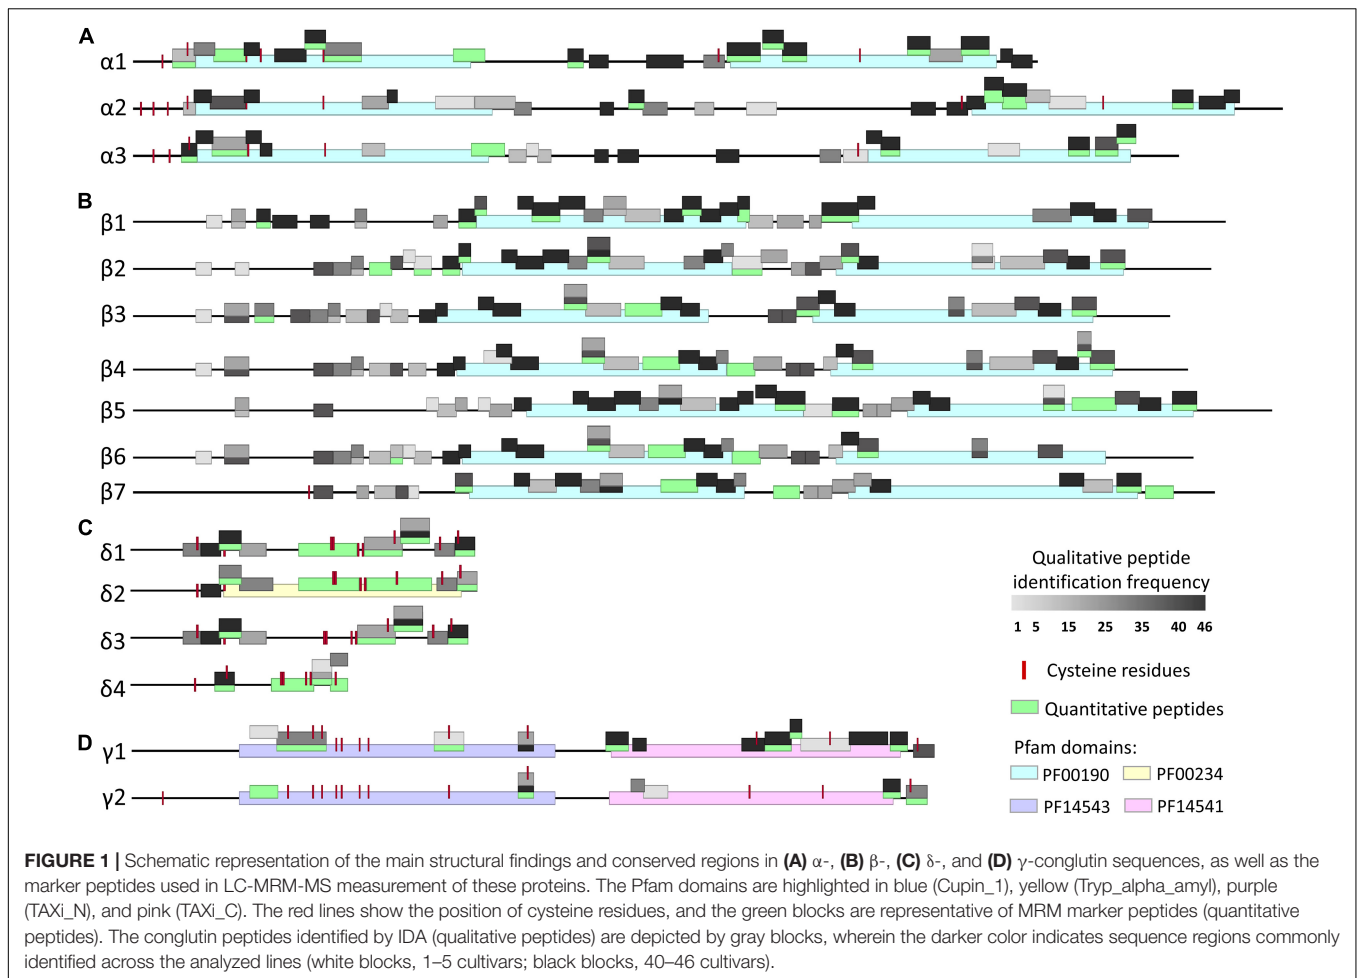 A
α1
α2
α3
B
β1
β2
β3
β4
β5
β6
β7
C
δ1
δ2
δ3
δ4
D
γ1
γ2
Qualitative peptide
identification frequency
1 5 15 25 35 40 46
Cysteine residues
Quantitative peptides
Pfam domains:
PF00190 PF00234
PF14543 PF14541
FIGURE 1 | Schematic representation of the main structural findings and conserved regions in (A) α-, (B) β-, (C) δ-, and (D) γ-conglutin sequences, as well as the
marker peptides used in LC-MRM-MS measurement of these proteins. The Pfam domains are highlighted in blue (Cupin_1), yellow (Tryp_alpha_amyl), purple
(TAXi_N), and pink (TAXi_C). The red lines show the position of cysteine residues, and the green blocks are representative of MRM marker peptides (quantitative
peptides). The conglutin peptides identified by IDA (qualitative peptides) are depicted by gray blocks, wherein the darker color indicates sequence regions commonly
identified across the analyzed lines (white blocks, 1–5 cultivars; black blocks, 40–46 cultivars).